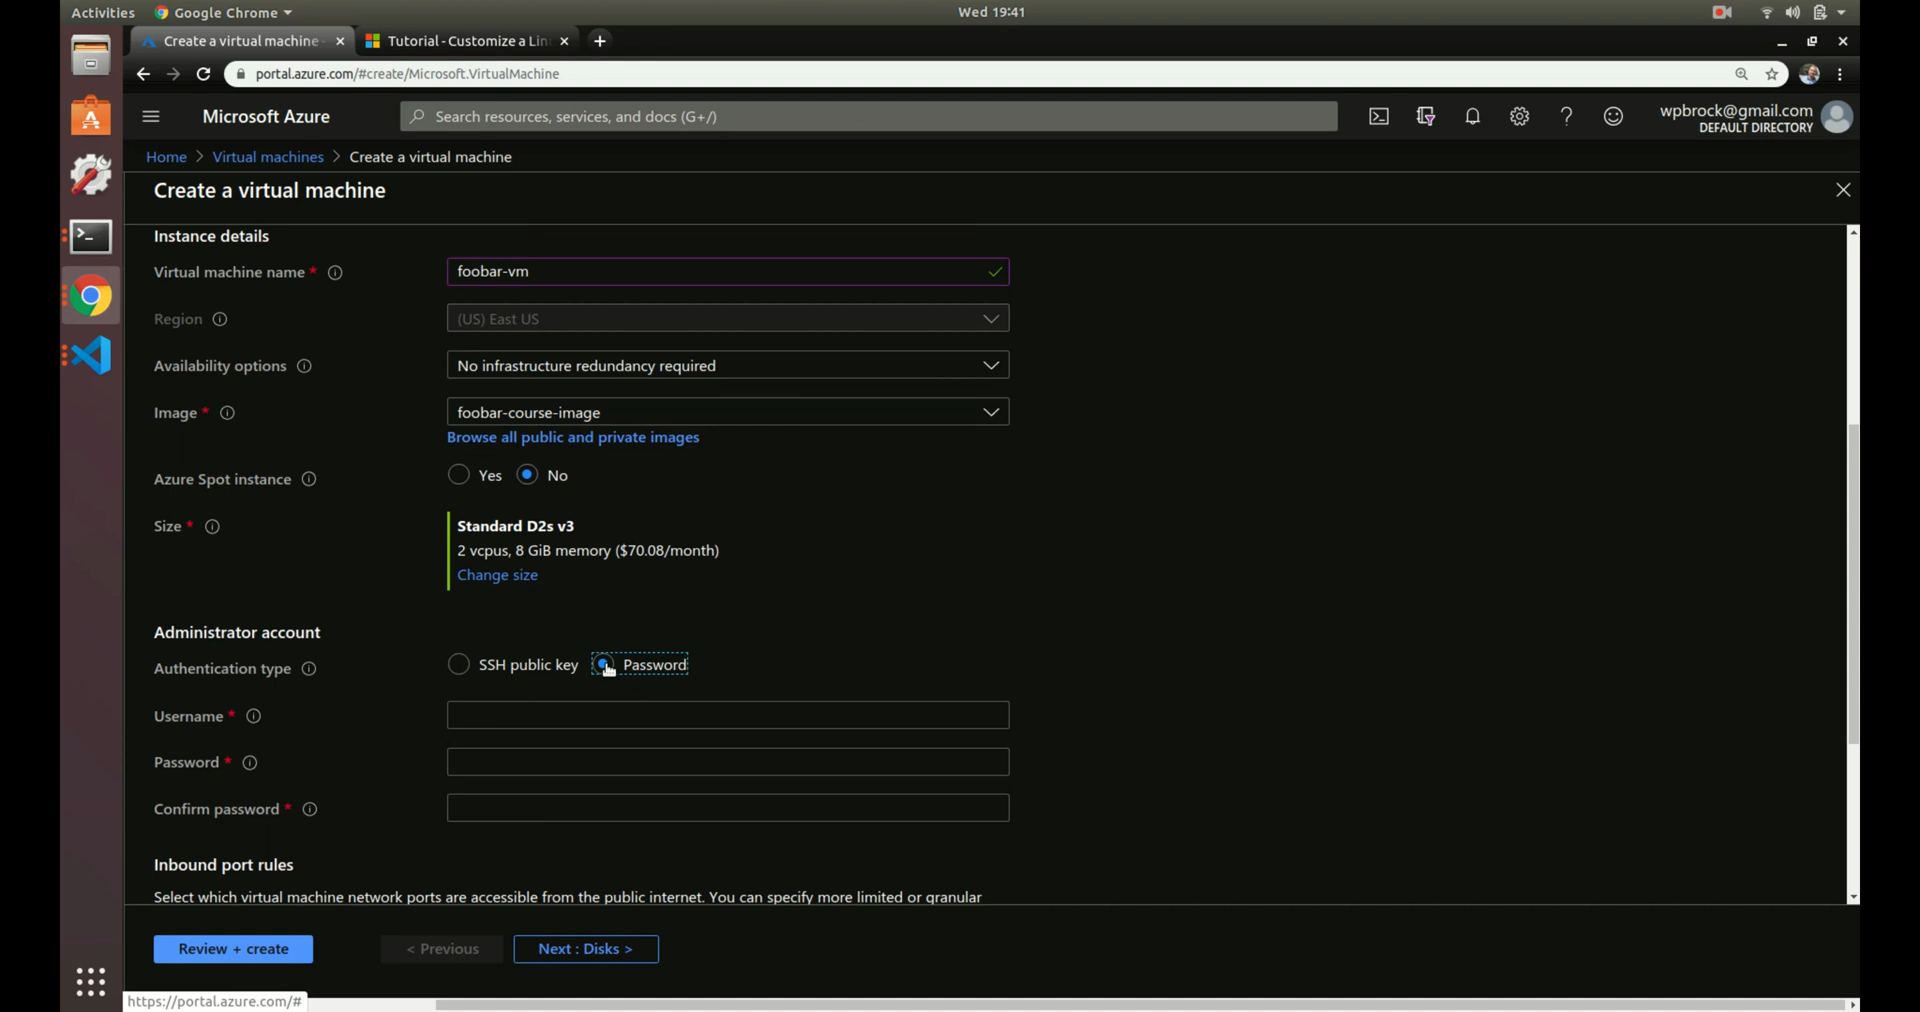 Activities Google Chrome Wed 19:41
Create a virtual machine - Tutorial - Customize a Lin
portal.azure.com/#create/Microsoft.VirtualMachine
Microsoft Azure Search resources, services, and docs (G+/) wpbrock@gmail.com
DEFAULT DIRECTORY
Home > Virtual machines > Create a virtual machine
Create a virtual machine
Instance details
Virtual machine name * foobar-vm
Region (US) East US
Availability options No infrastructure redundancy required
Image * foobar-course-image
Browse all public and private images
Azure Spot instance Yes No
Size * Standard D2s v3
2 vcpus, 8 GiB memory ($70.08/month)
Change size
Administrator account
Authentication type SSH public key Password
Username *
Password *
Confirm password *
Inbound port rules
Select which virtual machine network ports are accessible from the public internet. You can specify more limited or granular
Review + create < Previous Next : Disks >
https://portal.azure.com/#